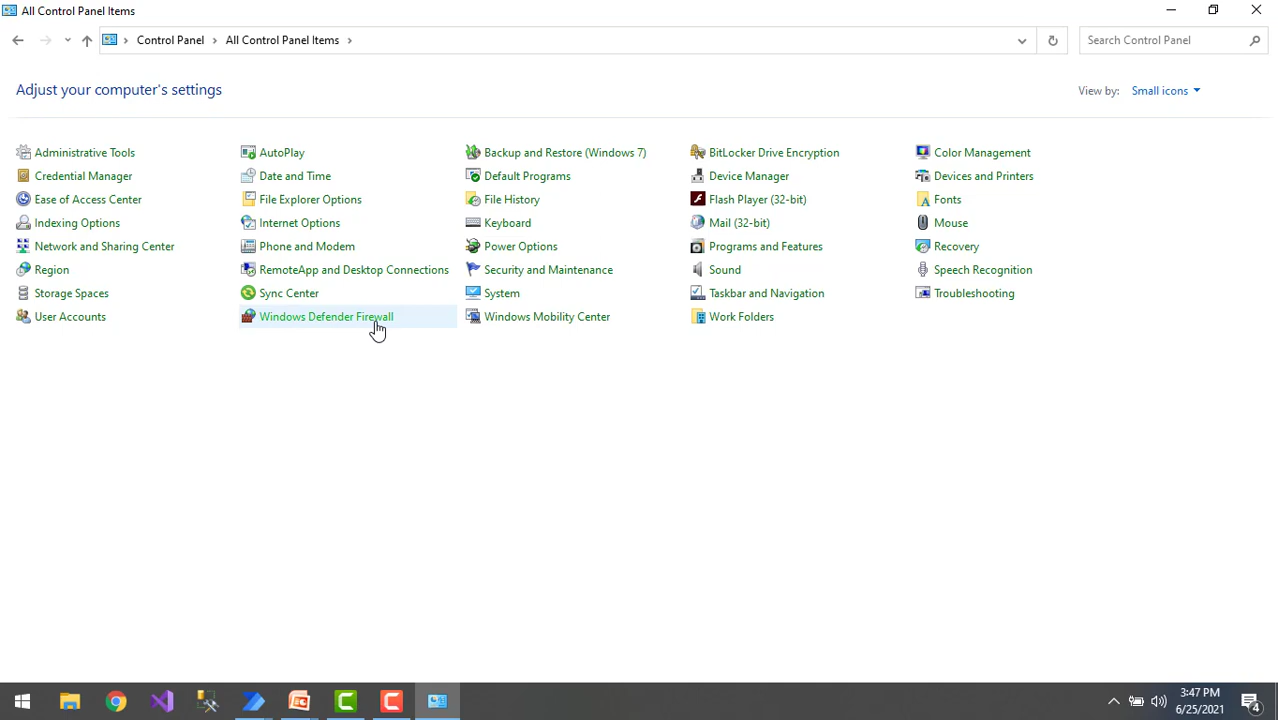 All Control Panel Items
Control Panel All Control Panel Items Search Control Panel
Adjust your computer's settings View by: Small icons
Administrative Tools AutoPlay Backup and Restore (Windows 7) BitLocker Drive Encryption Color Management
Credential Manager Date and Time Default Programs Device Manager Devices and Printers
Ease of Access Center File Explorer Options File History Flash Player (32-bit) Fonts
Indexing Options Internet Options Keyboard Mail (32-bit) Mouse
Network and Sharing Center Phone and Modem Power Options Programs and Features Recovery
Region RemoteApp and Desktop Connections Security and Maintenance Sound Speech Recognition
Storage Spaces Sync Center System Taskbar and Navigation Troubleshooting
User Accounts Windows Defender Firewall Windows Mobility Center Work Folders
3:47 PM
6/25/2021
4